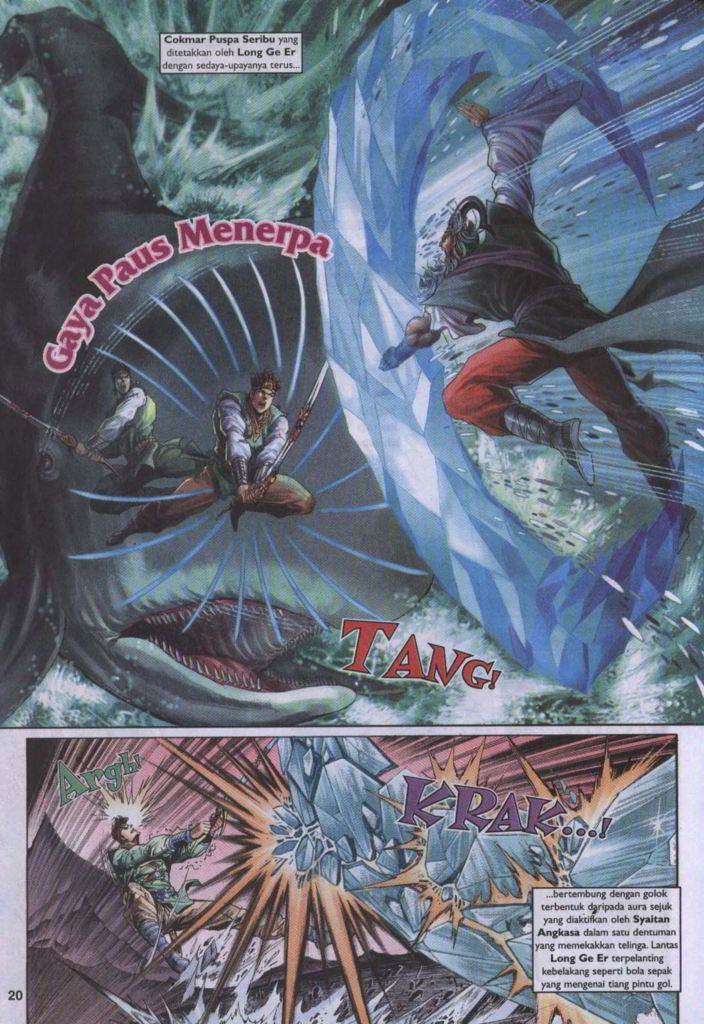 Cokmar Puspa Seribu yang
ditetakkan oleh Long Ge Er
dengan sedaya-upayanya terus...
Gaya Paus Menerpa
TANG!
Argh!
KRAK...!
...bertembung dengan golok
terbentuk daripada aura sejuk
yang diaktifkan oleh Syaitan
Angkasa dalam satu dentuman
yang memekakkan telinga. Lantas
Long Ge Er terpelanting
kebelakang seperti bola sepak
yang mengenai tiang pintu gol.
20